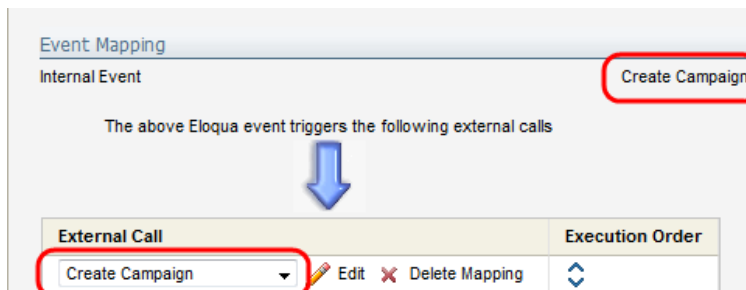 Event Mapping
Internal Event Create Campaign
The above Eloqua event triggers the following external calls
External Call Execution Order
Create Campaign Edit Delete Mapping